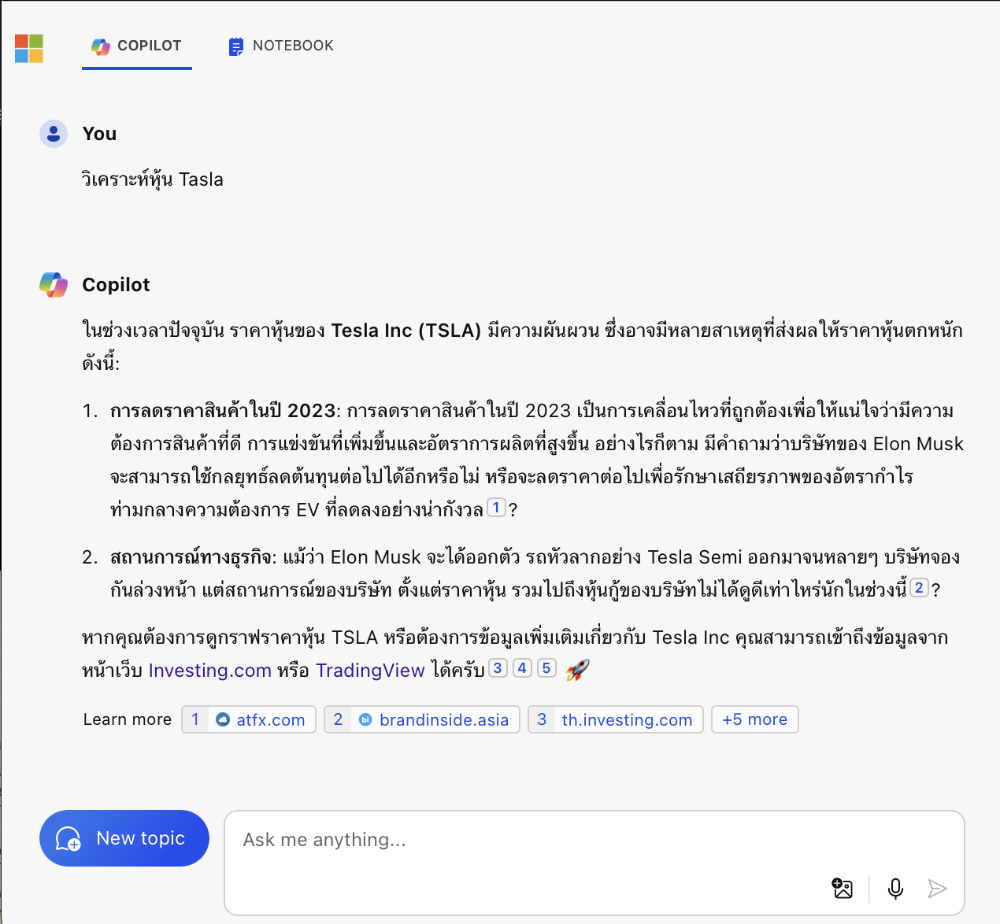 COPILOT
NOTEBOOK
You
วิเคราะห์หุ้น Tasla
Copilot
ในช่วงเวลาปัจจุบัน ราคาหุ้นของ Tesla Inc (TSLA) มีความผันผวน ซึ่งอาจมีหลายสาเหตุที่ส่งผลให้ราคาหุ้นตกหนัก
ดังนี้:
1. การลดราคาสินค้าในปี 2023: การลดราคาสินค้าในปี 2023 เป็นการเคลื่อนไหวที่ถูกต้องเพื่อให้แน่ใจว่ามีความ
ต้องการสินค้าที่ดี การแข่งขันที่เพิ่มขึ้นและอัตราการผลิตที่สูงขึ้น อย่างไรก็ตาม มีคำถามว่าบริษัทของ Elon Musk
จะสามารถใช้กลยุทธ์ลดต้นทุนต่อไปได้อีกหรือไม่ หรือจะลดราคาต่อไปเพื่อรักษาเสถียรภาพของอัตรากำไร
ท่ามกลางความต้องการ EV ที่ลดลงอย่างน่ากังวล 1 ?
2. สถานการณ์ทางธุรกิจ: แม้ว่า Elon Musk จะได้ออกตัว รถหัวลากอย่าง Tesla Semi ออกมาจนหลายๆ บริษัทจอง
กันล่วงหน้า แต่สถานการณ์ของบริษัท ตั้งแต่ราคาหุ้น รวมไปถึงหุ้นกู้ของบริษัทไม่ได้ดูดีเท่าไหร่นักในช่วงนี้ 2 ?
หากคุณต้องการดูกราฟราคาหุ้น TSLA หรือต้องการข้อมูลเพิ่มเติมเกี่ยวกับ Tesla Inc คุณสามารถเข้าถึงข้อมูลจาก
หน้าเว็บ Investing.com หรือ TradingView ได้ครับ 3 4 5 🚀
Learn more 1 atfx.com 2 bi brandinside.asia 3 th.investing.com +5 more
New topic
Ask me anything...